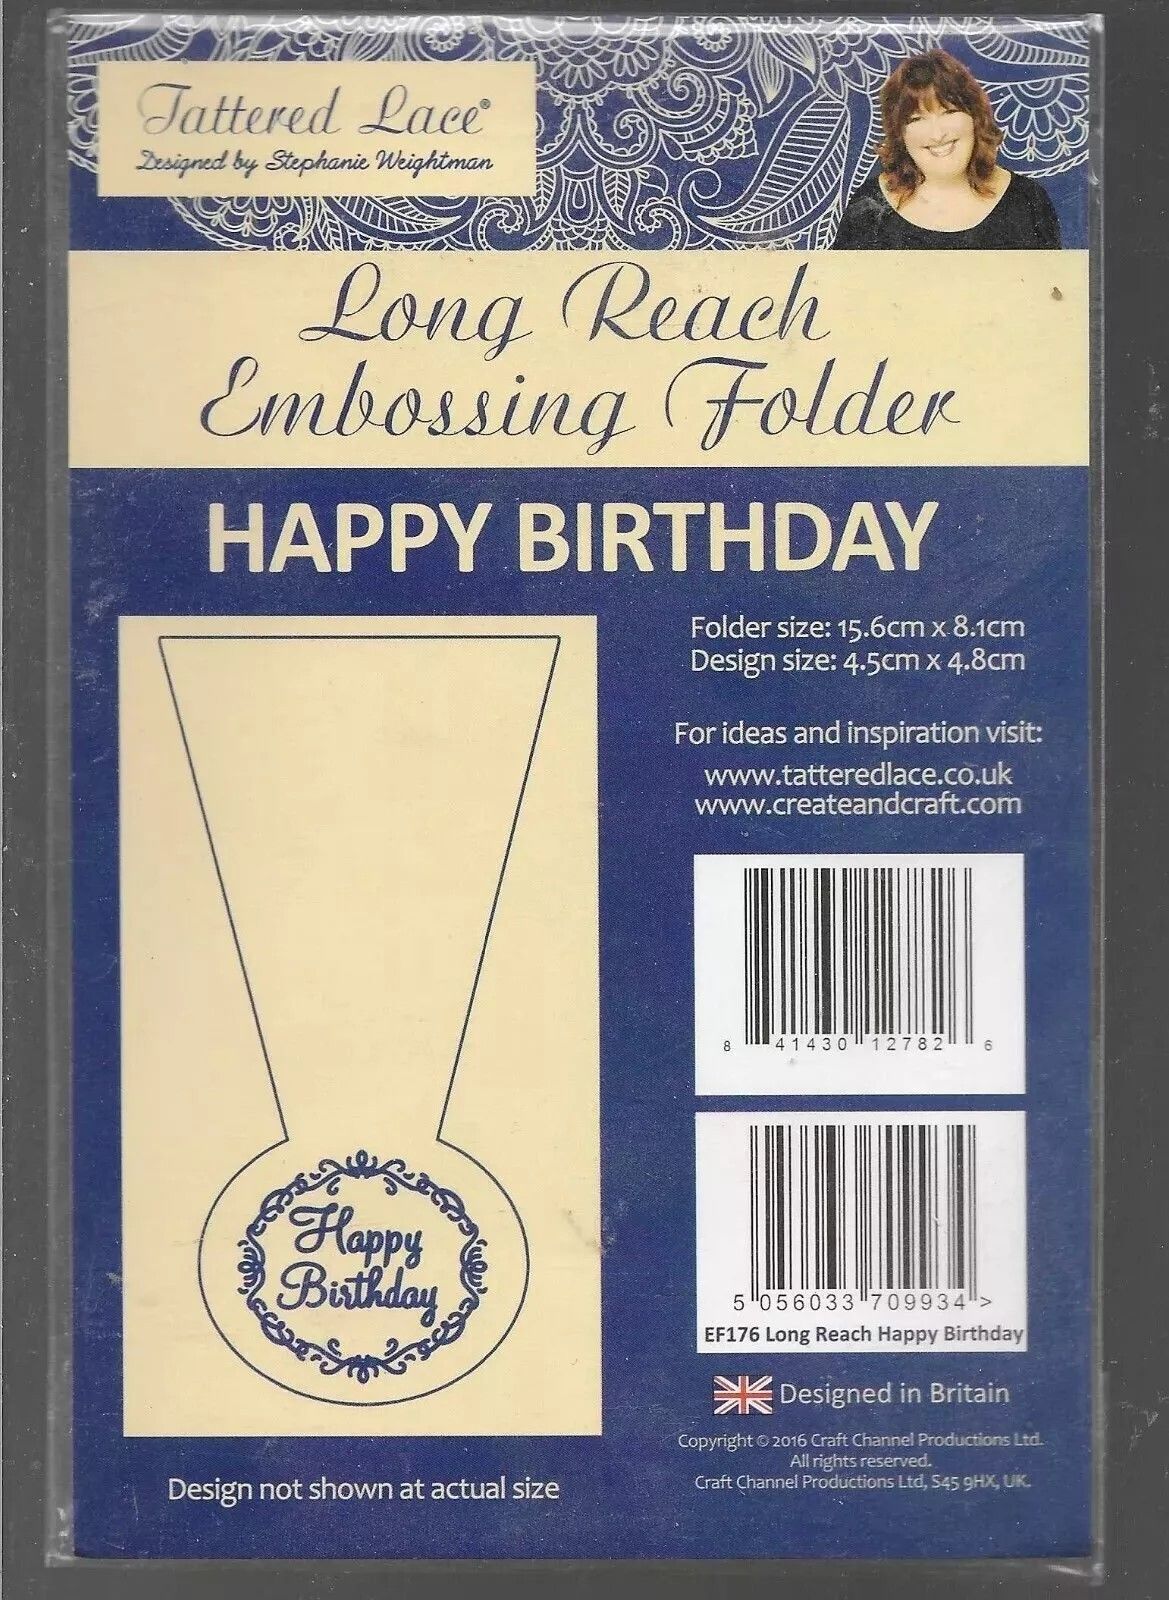 Tattered Lace®
Designed by Stephanie Weightman
Long Reach
Embossing Folder
HAPPY BIRTHDAY
Folder size: 15.6cm x 8.1cm
Design size: 4.5cm x 4.8cm
For ideas and inspiration visit:
www.tatteredlace.co.uk
www.createandcraft.com
8 41430 12782 6
5 056033 709934 >
EF176 Long Reach Happy Birthday
Designed in Britain
Copyright © 2016 Craft Channel Productions Ltd.
All rights reserved.
Craft Channel Productions Ltd, S45 9HX, UK.
Happy
Birthday
Design not shown at actual size